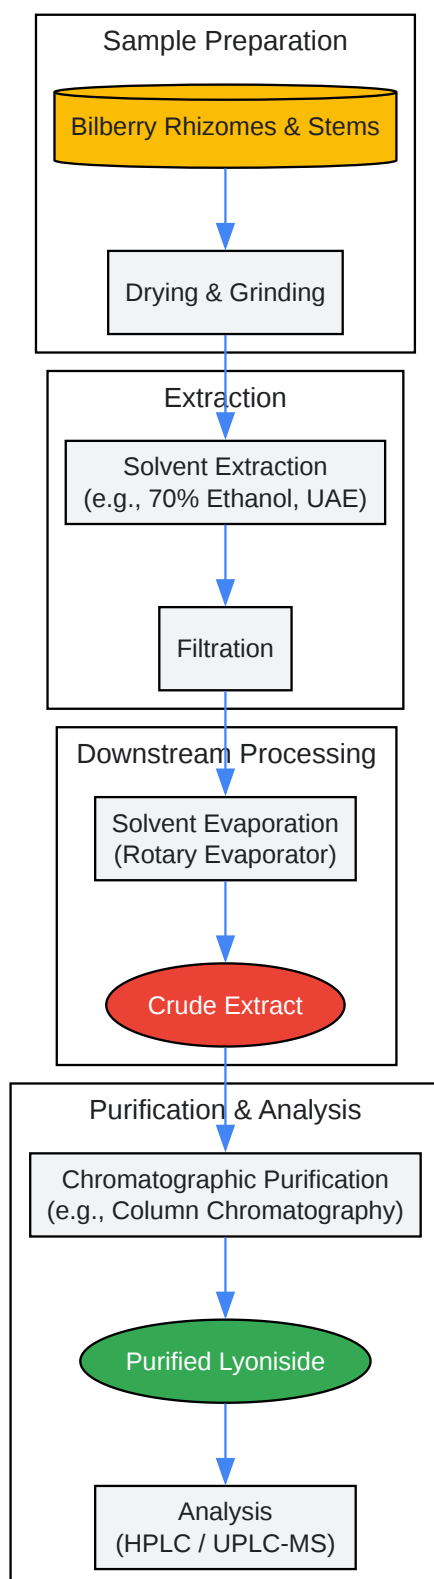 Sample Preparation
Bilberry Rhizomes & Stems
Drying & Grinding
Extraction
Solvent Extraction
(e.g., 70% Ethanol, UAE)
Filtration
Downstream Processing
Solvent Evaporation
(Rotary Evaporator)
Crude Extract
Purification & Analysis
Chromatographic Purification
(e.g., Column Chromatography)
Purified Lyoniside
Analysis
(HPLC / UPLC-MS)